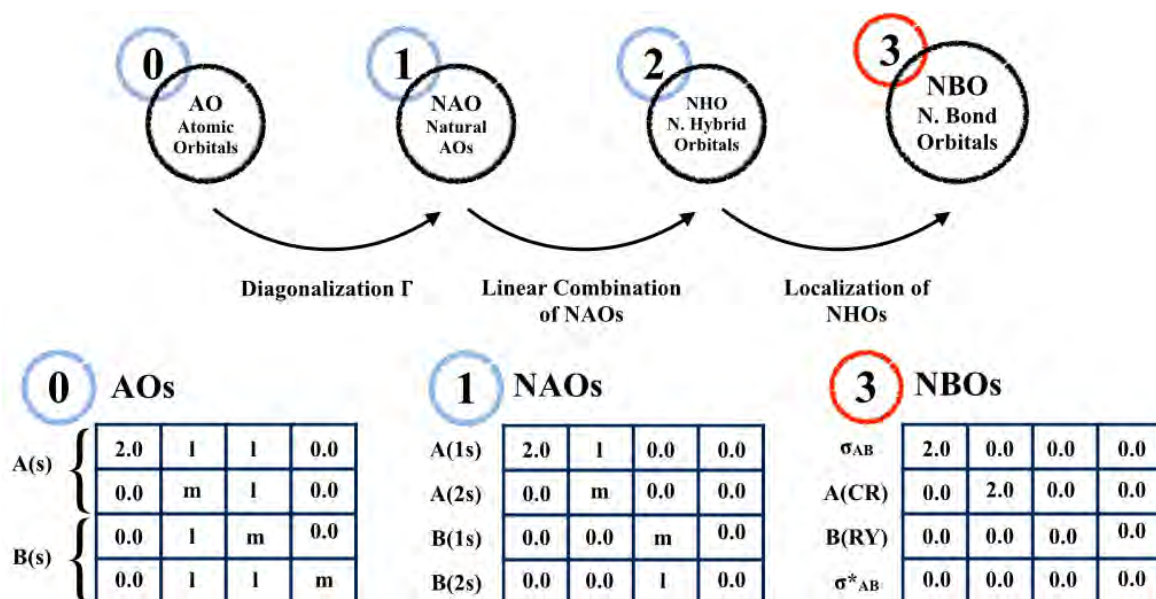 0
AO
Atomic
Orbitals
1
NAO
Natural
AOs
2
NHO
N. Hybrid
Orbitals
3
NBO
N. Bond
Orbitals
Diagonalization Γ
Linear Combination
of NAOs
Localization of
NHOs
0 AOs
A(s)
2.0 l l 0.0
0.0 m l 0.0
B(s)
0.0 l m 0.0
0.0 l l m
1 NAOs
A(1s) 2.0 l 0.0 0.0
A(2s) 0.0 m 0.0 0.0
B(1s) 0.0 0.0 m 0.0
B(2s) 0.0 0.0 l 0.0
3 NBOs
σAB 2.0 0.0 0.0 0.0
A(CR) 0.0 2.0 0.0 0.0
B(RY) 0.0 0.0 0.0 0.0
σ*AB 0.0 0.0 0.0 0.0